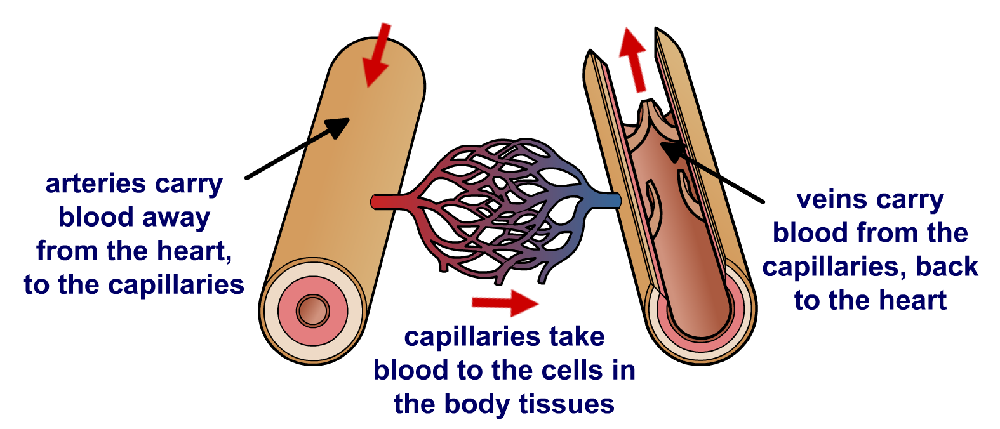 arteries carry
blood away
from the heart,
to the capillaries
capillaries take
blood to the cells in
the body tissues
veins carry
blood from the
capillaries, back
to the heart